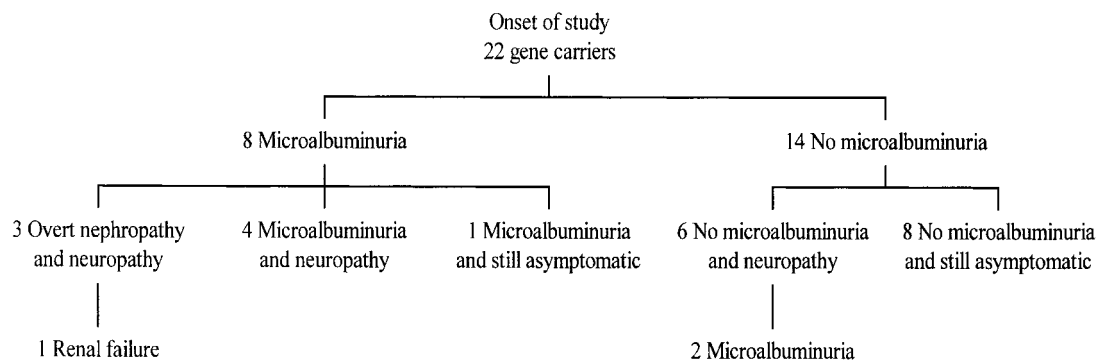 Onset of study
22 gene carriers
8 Microalbuminuria
14 No microalbuminuria
3 Overt nephropathy
and neuropathy
4 Microalbuminuria
and neuropathy
1 Microalbuminuria
and still asymptomatic
6 No microalbuminuria
and neuropathy
8 No microalbuminuria
and still asymptomatic
1 Renal failure
2 Microalbuminuria